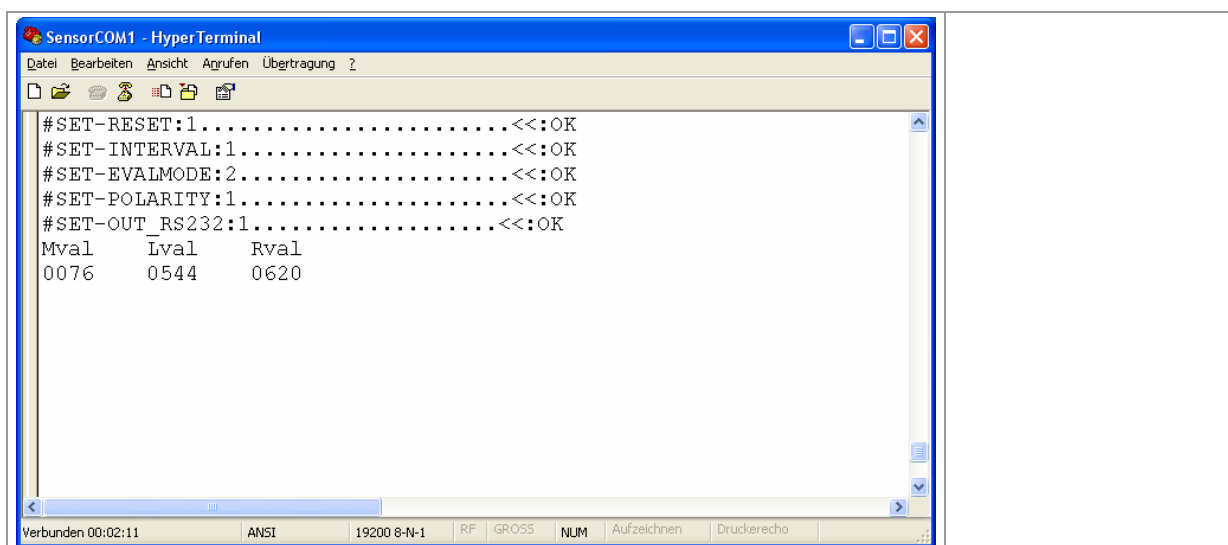 SensorCOM1 - HyperTerminal
Datei Bearbeiten Ansicht Anrufen Übertragung ?
#SET-RESET:1........................<<:OK
#SET-INTERVAL:1.....................<<:OK
#SET-EVALMODE:2.....................<<:OK
#SET-POLARITY:1.....................<<:OK
#SET-OUT_RS232:1...................<<:OK
Mval Lval Rval
0076 0544 0620
Verbunden 00:02:11 ANSI 19200 8-N-1 RF GROSS NUM Aufzeichnen Druckerecho